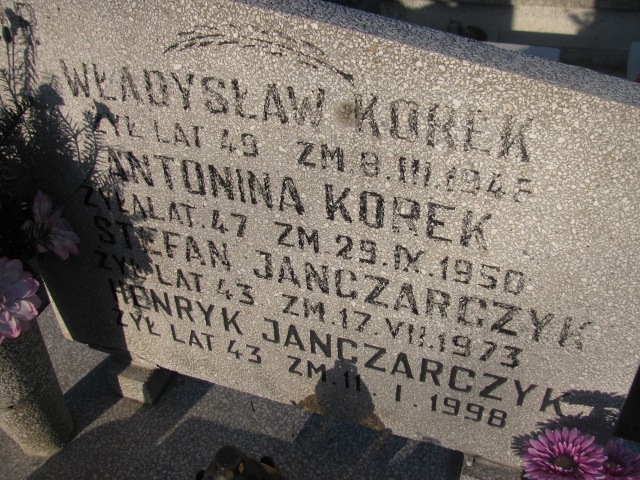 WŁADYSŁAW KOREK
ŻYŁ LAT 49 ZM 8.III.1945
ANTONINA KOREK
ŻYŁA LAT. 47 ZM. 29.IX.1950
STEFAN JANCZARCZYK
ŻYŁ LAT 43 ZM. 17.VII.1973
HENRYK JANCZARCZYK
ŻYŁ LAT 43 ZM. 11.I.1998